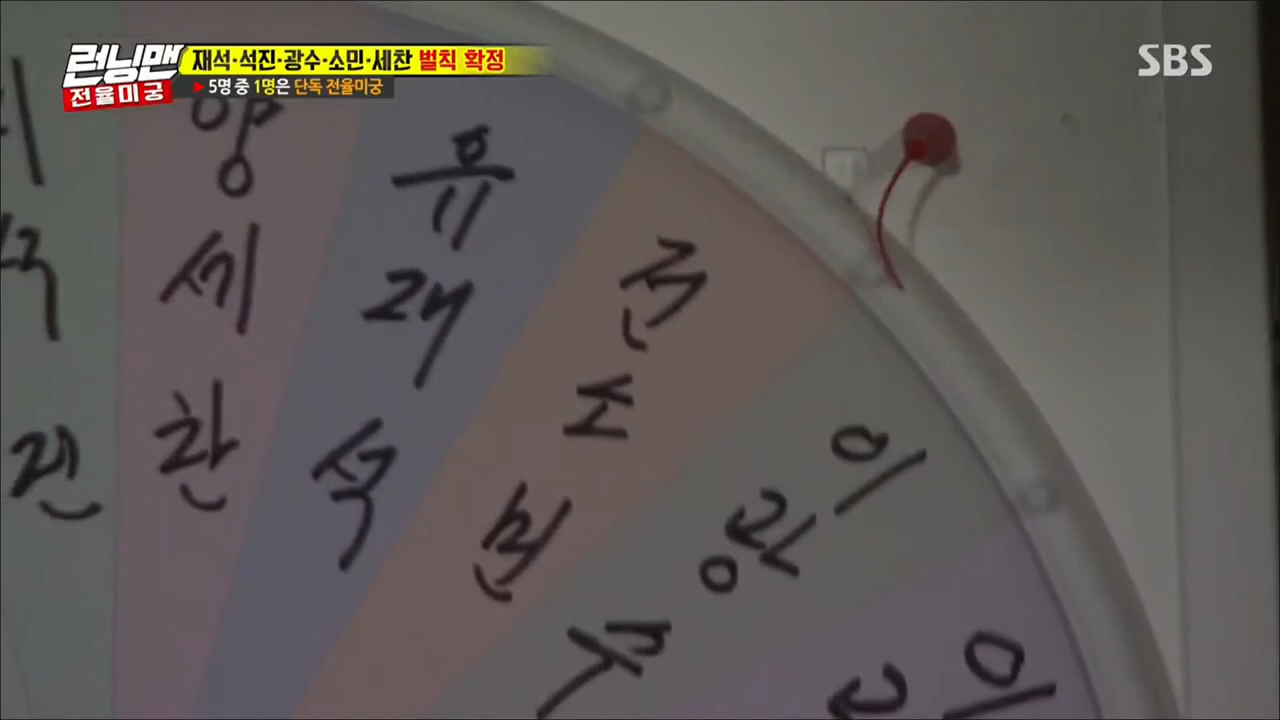 런닝맨
전율미궁
재석·석진·광수·소민·세찬 벌칙 확정
▶ 5명 중 1명은 단독 전율미궁
SBS
양세찬
유재석
전소민
이광수
이